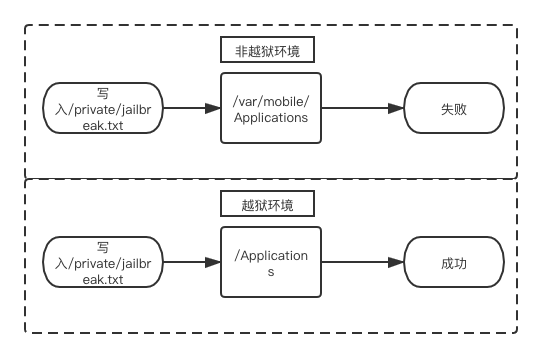 非越狱环境
写
入/private/jailbr
eak.txt
/var/mobile/
Applications
失败
越狱环境
写
入/private/jailbr
eak.txt
/Application
s
成功